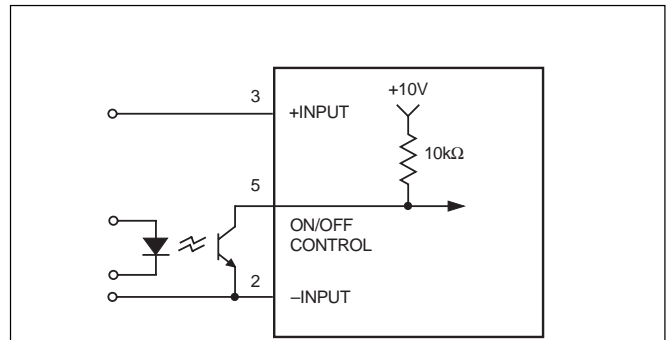 +10V
3
+INPUT
10kΩ
5
ON/OFF
CONTROL
2
–INPUT